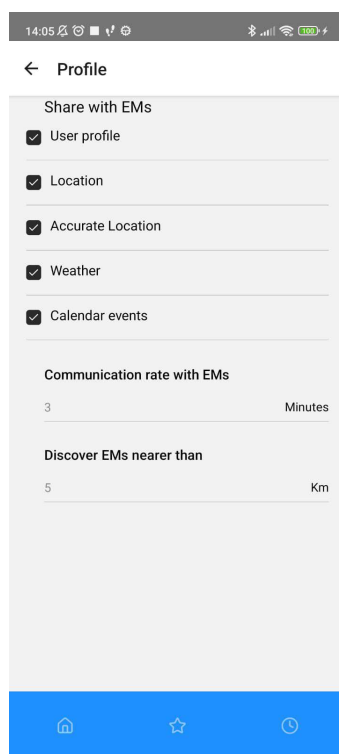 14:05 100
Profile
Share with EMs
User profile
Location
Accurate Location
Weather
Calendar events
Communication rate with EMs
3 Minutes
Discover EMs nearer than
5 Km